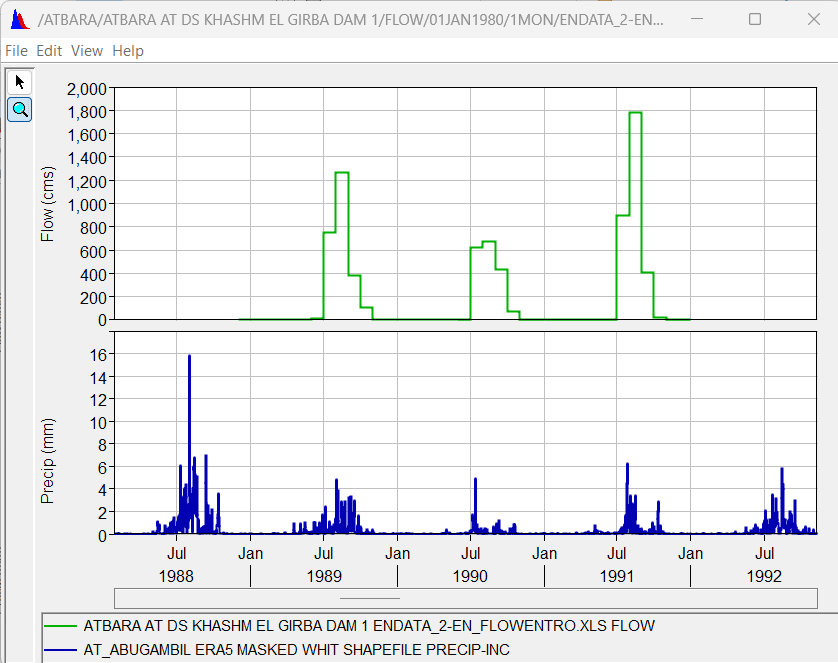 /ATBARA/ATBARA AT DS KHASHM EL GIRBA DAM 1/FLOW/01JAN1980/1MON/ENDATA_2-EN...
File Edit View Help
2,000
1,800
1,600
1,400
1,200
1,000
800
600
400
200
0
Flow (cms)
16
14
12
10
8
6
4
2
0
Precip (mm)
Jul Jan Jul Jan Jul Jan Jul Jan Jul
1988 1989 1990 1991 1992
ATBARA AT DS KHASHM EL GIRBA DAM 1 ENDATA_2-EN_FLOWENTRO.XLS FLOW
AT_ABUGAMBIL ERA5 MASKED WHIT SHAPEFILE PRECIP-INC